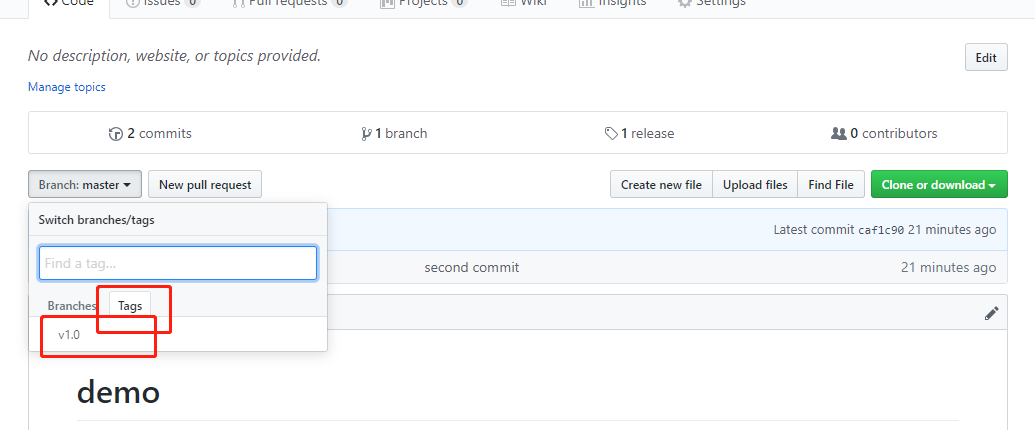 Code Issues 0 Pull requests 0 Projects 0 Wiki Insights Settings
No description, website, or topics provided.
Edit
Manage topics
2 commits 1 branch 1 release 0 contributors
Branch: master New pull request Create new file Upload files Find File Clone or download
Switch branches/tags
Latest commit caf1c90 21 minutes ago
Find a tag...
second commit 21 minutes ago
Branches Tags
v1.0
demo